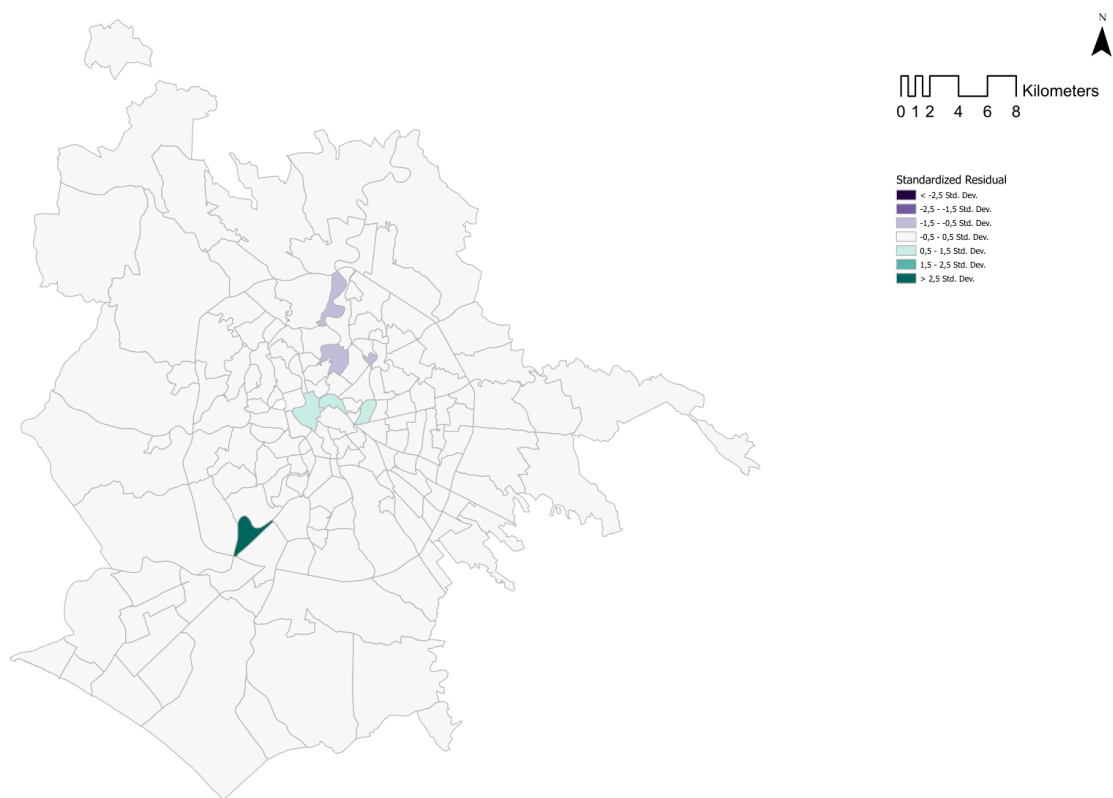 N
Kilometers
0 1 2 4 6 8
Standardized Residual
< -2,5 Std. Dev.
-2,5 - -1,5 Std. Dev.
-1,5 - -0,5 Std. Dev.
-0,5 - 0,5 Std. Dev.
0,5 - 1,5 Std. Dev.
1,5 - 2,5 Std. Dev.
> 2,5 Std. Dev.